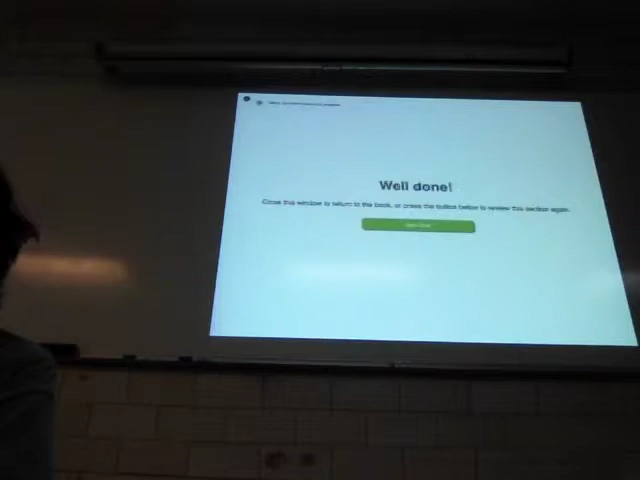 Well done!
Close this window to return to the book, or press the button below to review this section again.